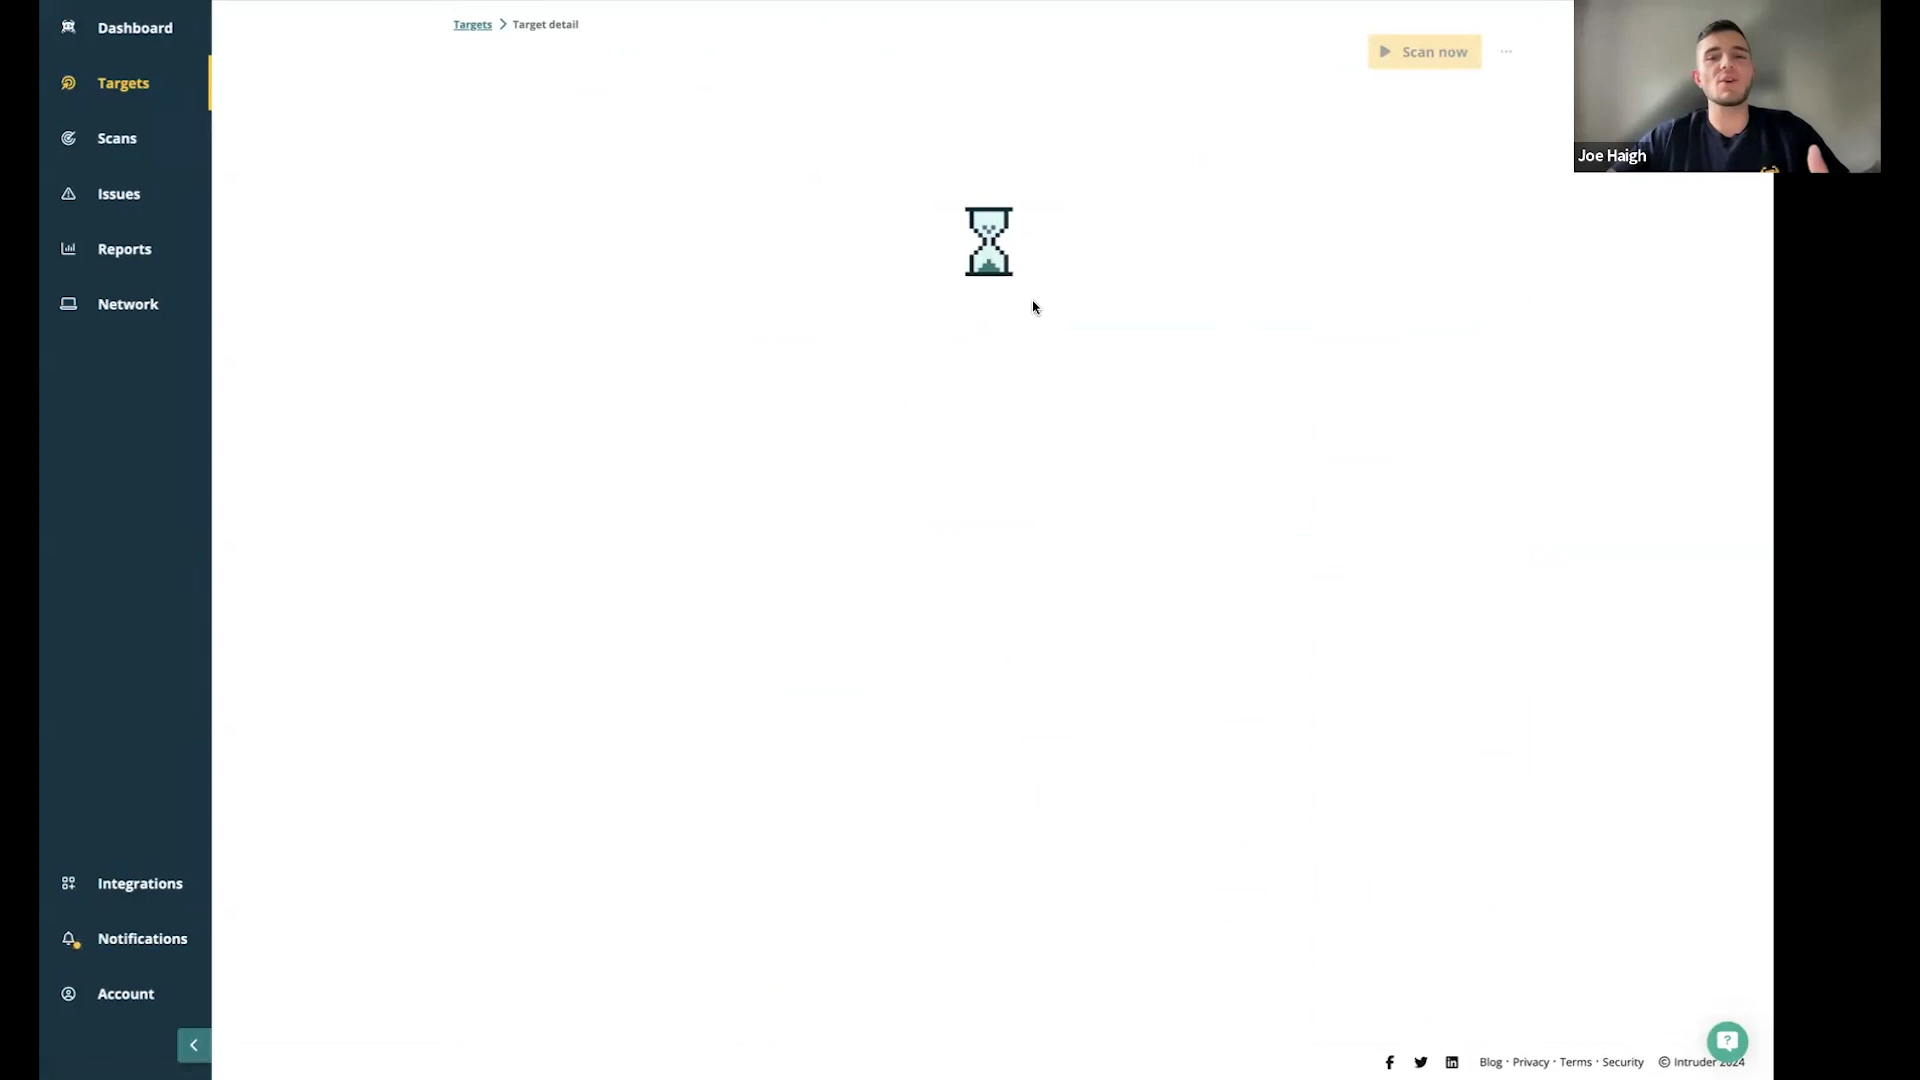 Dashboard
Targets
Scans
Issues
Reports
Network
Integrations
Notifications
Account
Targets > Target detail
Scan now
Joe Haigh
Blog · Privacy · Terms · Security © Intruder 2024